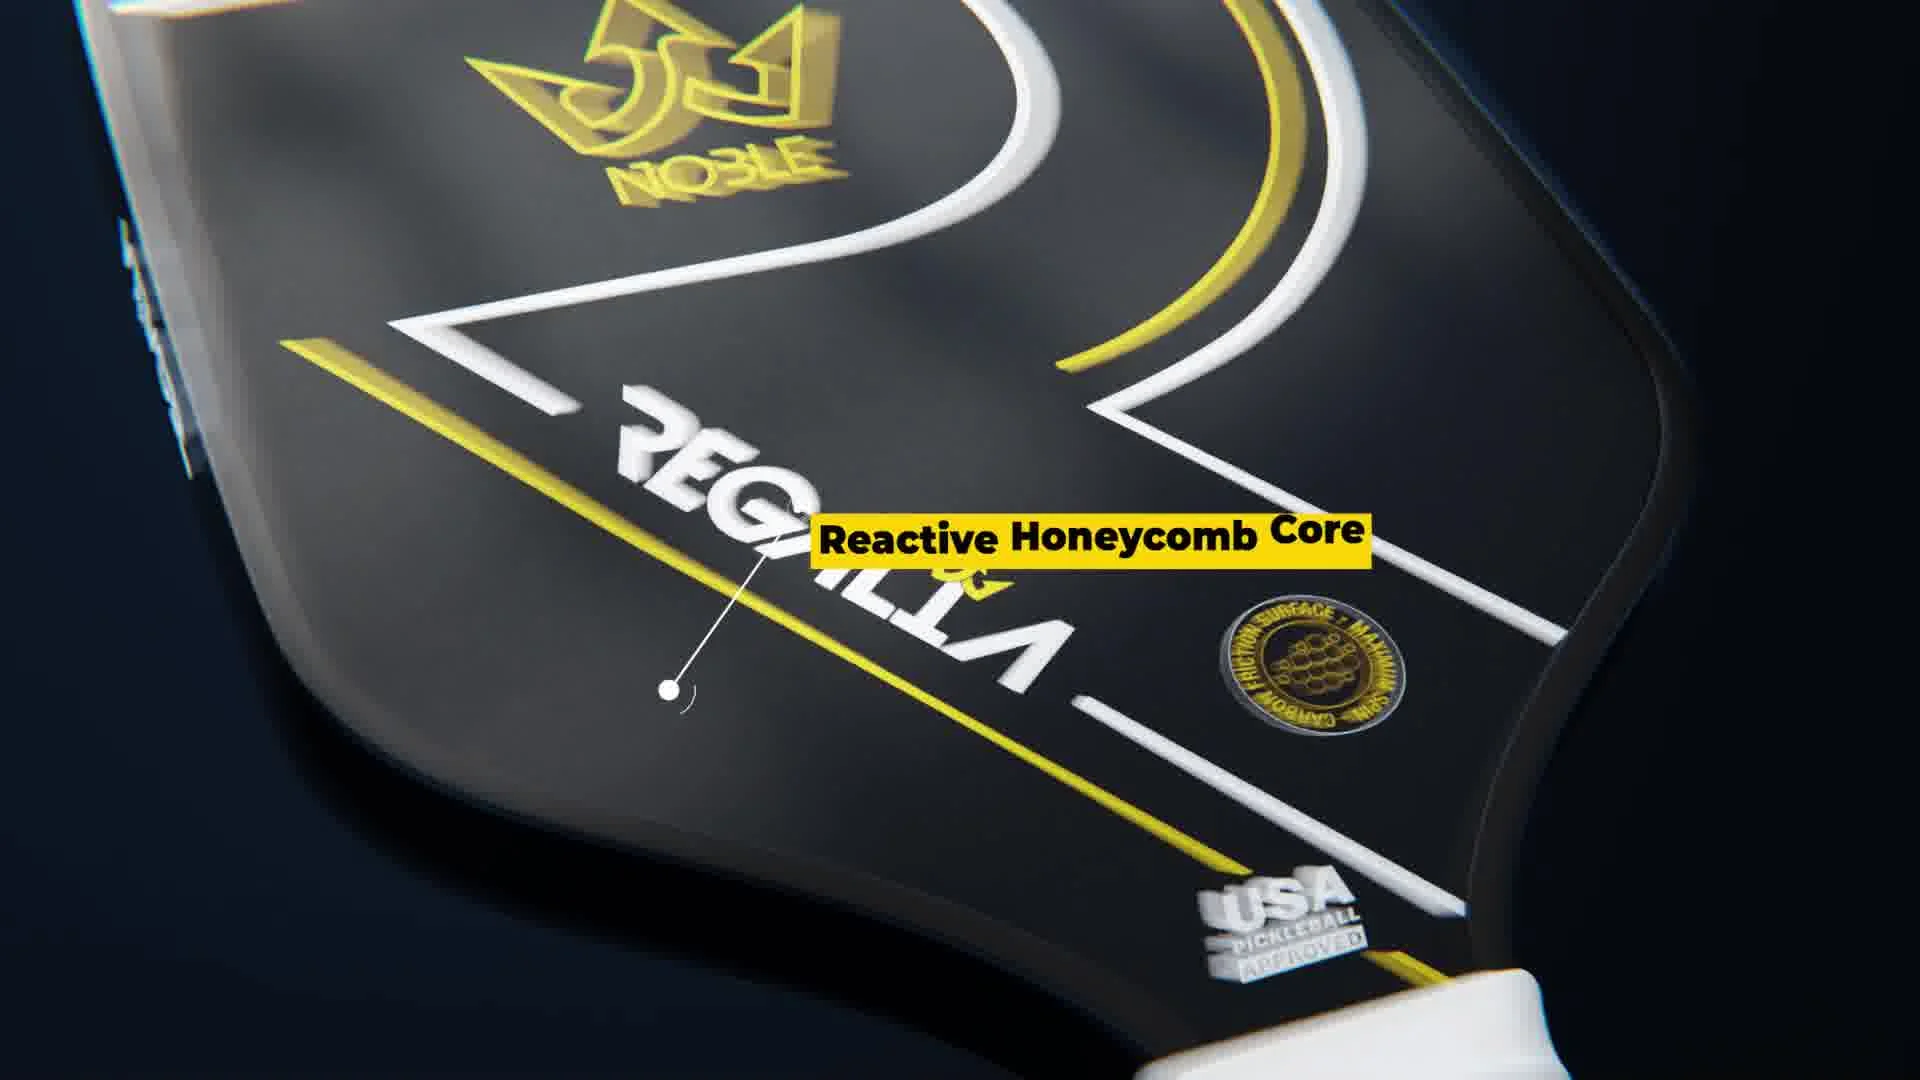 NOBLE
REGALIA
Reactive Honeycomb Core
CARBON FRICTION SURFACE - MAXIMUM SPIN -
USA
PICKLEBALL
APPROVED